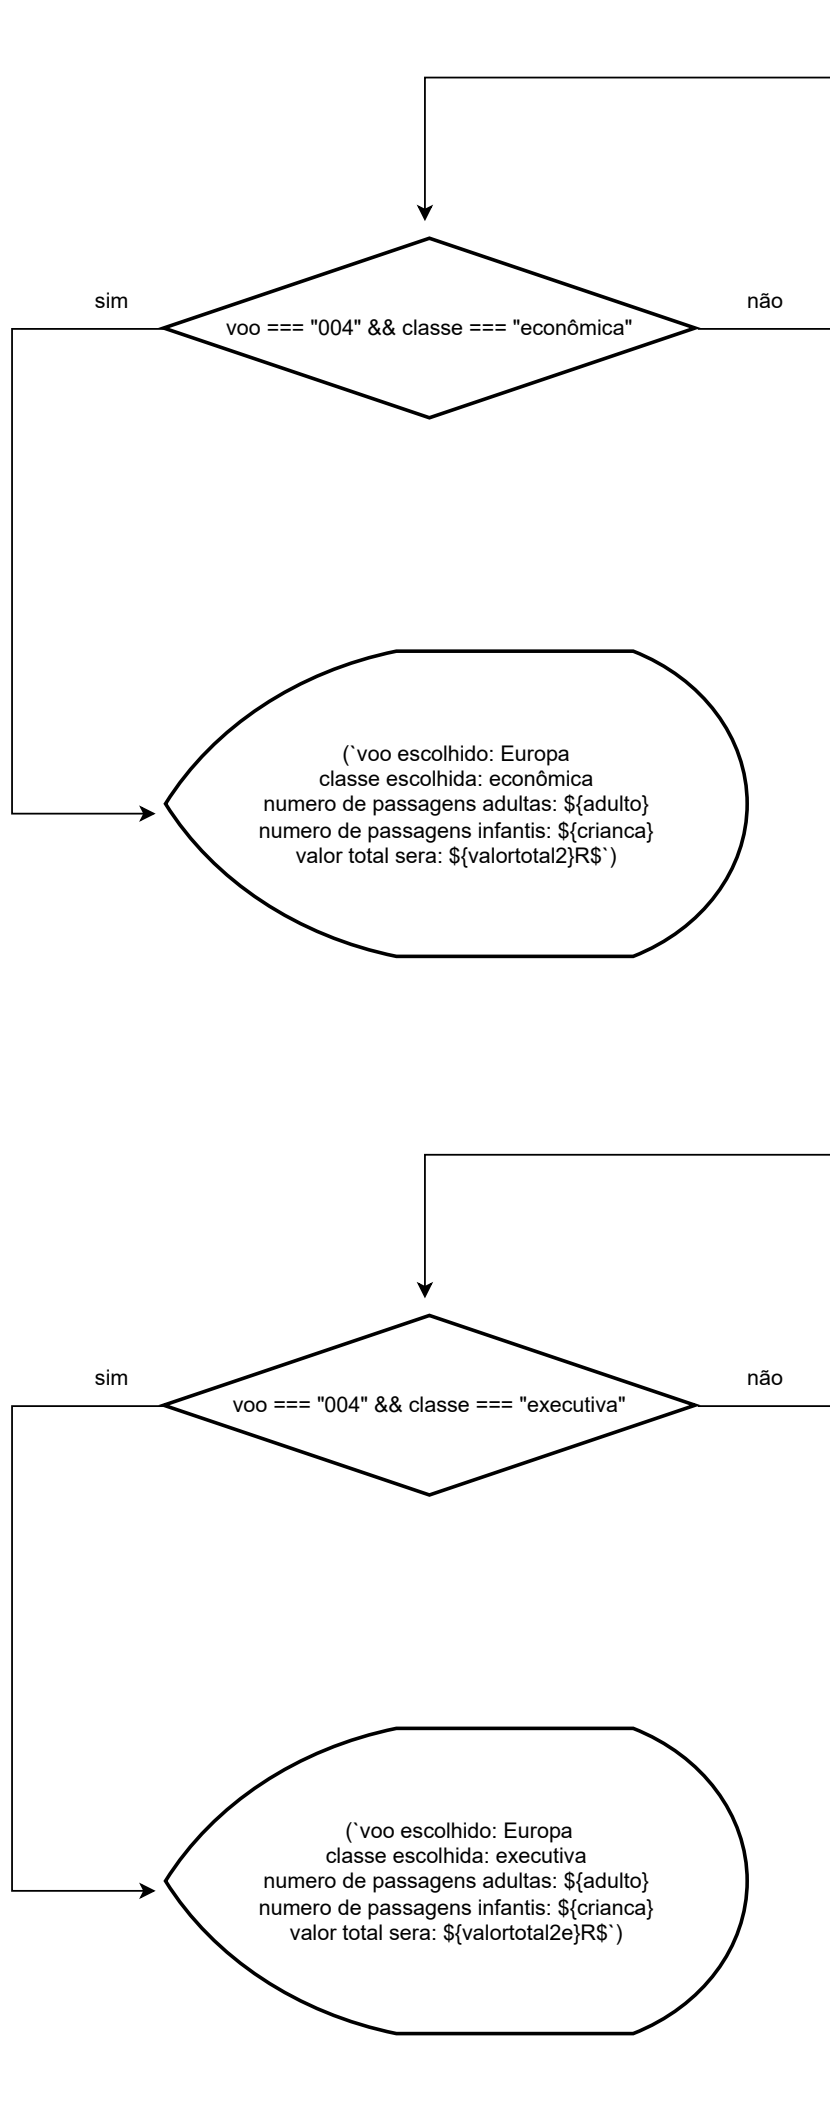 sim
não
voo === "004" && classe === "econômica"
(`voo escolhido: Europa
classe escolhida: econômica
numero de passagens adultas: ${adulto}
numero de passagens infantis: ${crianca}
valor total sera: ${valortotal2}R$`)
sim
não
voo === "004" && classe === "executiva"
(`voo escolhido: Europa
classe escolhida: executiva
numero de passagens adultas: ${adulto}
numero de passagens infantis: ${crianca}
valor total sera: ${valortotal2e}R$`)